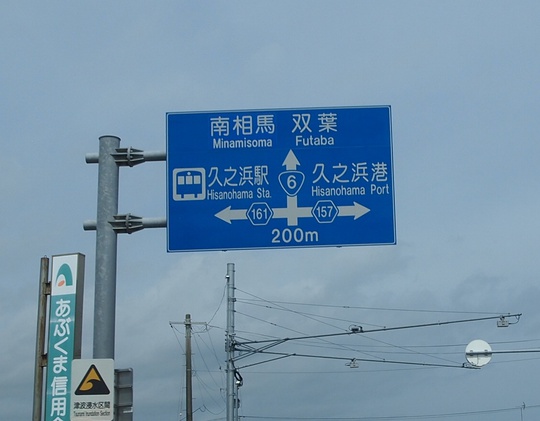 南相馬 双葉
Minamisoma Futaba
久之浜駅
Hisanohama Sta.
6
久之浜港
Hisanohama Port
161
157
200m
あぶくま信用金
津波浸水区間
Tsunami Inundation Section